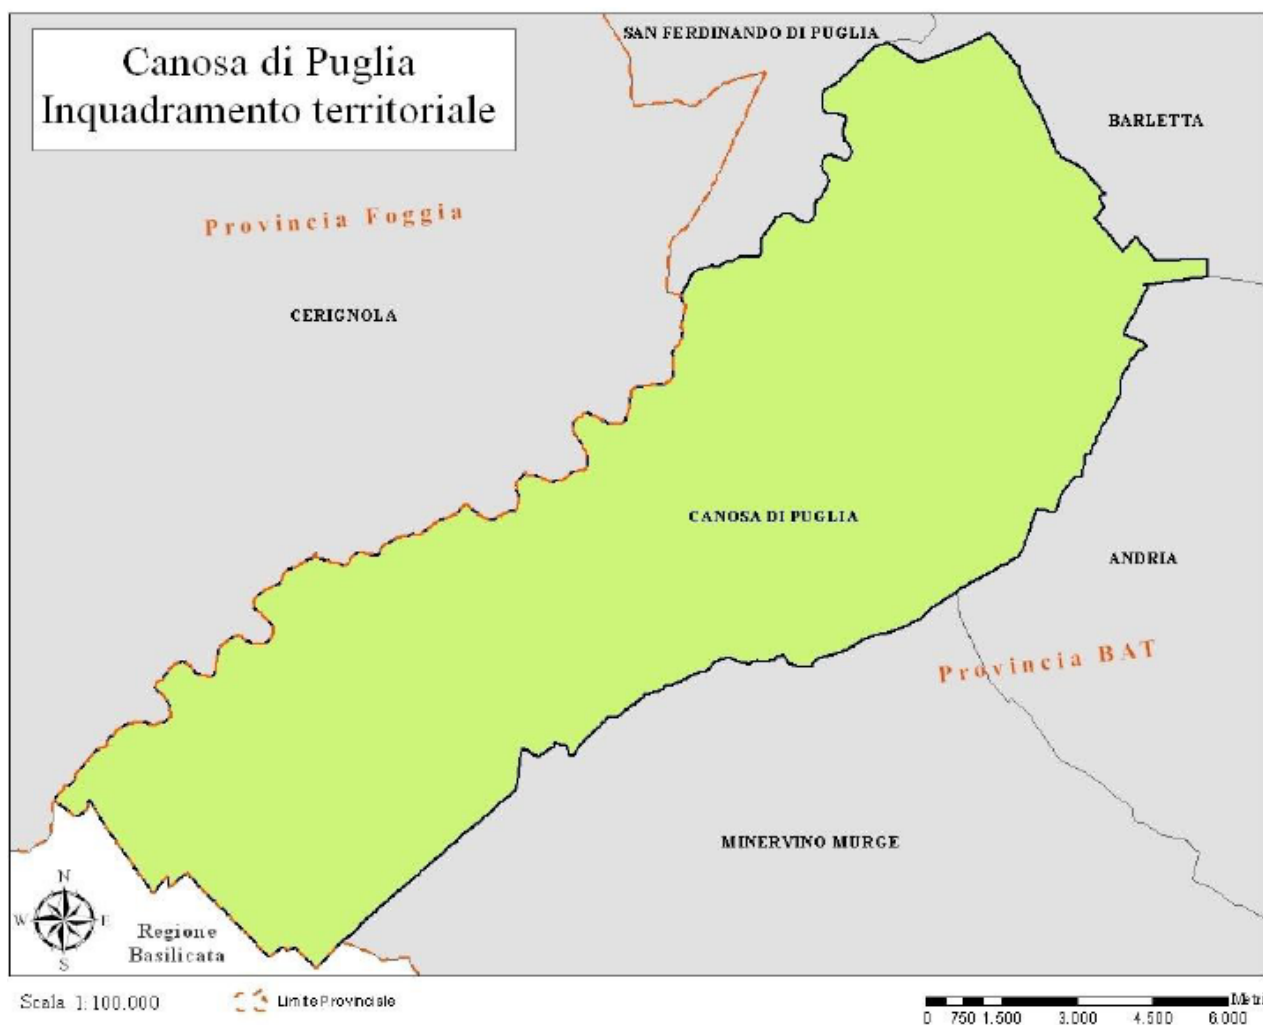 Canosa di Puglia
Inquadramento territoriale
SAN FERDINANDO DI PUGLIA
BARLETTA
Provincia Foggia
CERIGNOLA
CANOSA DI PUGLIA
ANDRIA
Provincia BAT
MINERVINO MURGE
N
W E
S
Regione
Basilicata
Scala 1:100.000
Limite Provinciale
Metri
0 750 1.500 3.000 4.500 6.000